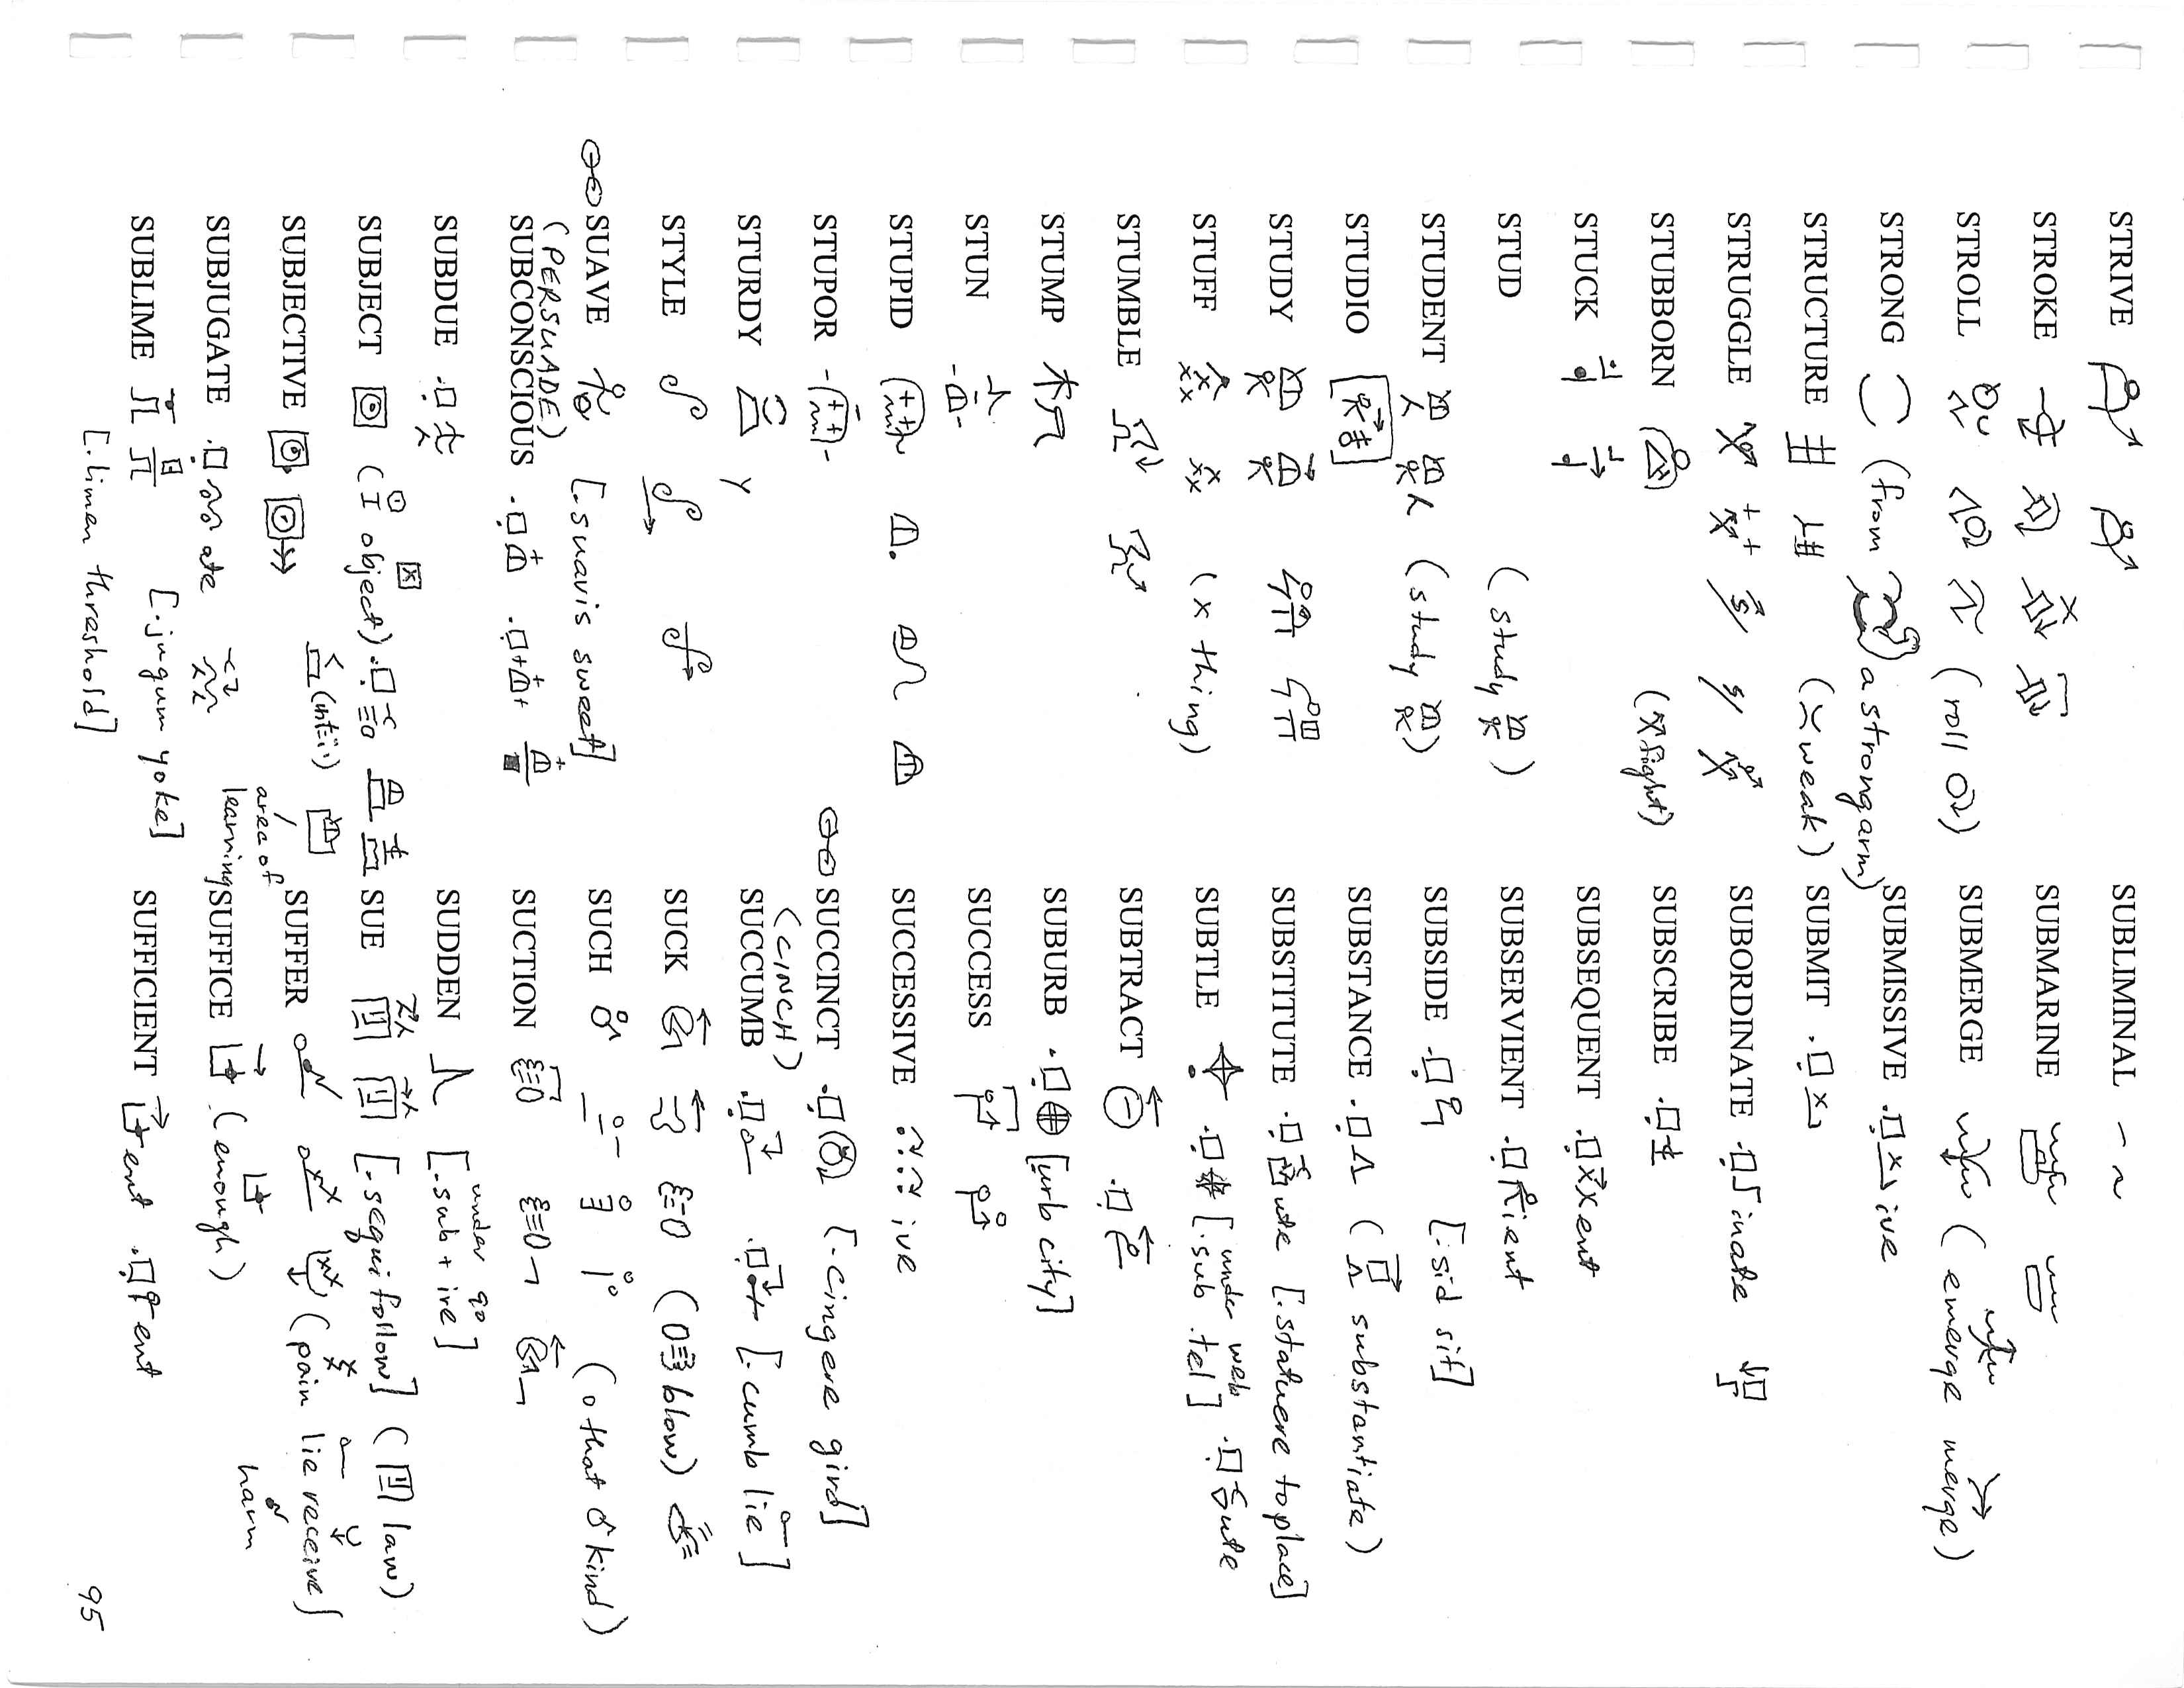 STRIVE
STROKE
STROLL (roll)
STRONG (from a strongarm)
STRUCTURE (weak)
STRUGGLE
STUBBORN (fight)
STUCK
STUD (study)
STUDENT (study)
STUDIO
STUDY
STUFF (x thing)
STUMBLE
STUMP
STUN
STUPID
STUPOR
STURDY
STYLE
SUAVE [.suavis sweet]
(PERSUADE)
SUBCONSCIOUS
SUBDUE
SUBJECT (I object)
SUBJECTIVE
area of
learning
SUBJUGATE ate [.jugum yoke]
SUBLIME
[.limen threshold]
SUBLIMINAL
SUBMARINE
SUBMERGE (emerge merge)
SUBMISSIVE ive
SUBMIT
SUBORDINATE inate
SUBSCRIBE
SUBSEQUENT ent
SUBSERVIENT ient
SUBSIDE [.sid sit]
SUBSTANCE (substantiate)
SUBSTITUTE ute [.statuere to place]
under web
SUBTLE [.sub .tel] ute
SUBTRACT
SUBURB [urb city]
SUCCESS
SUCCESSIVE ive
SUCCINCT [.cingere gird]
(CINCH)
SUCCUMB [.cumb lie]
SUCK (blow)
SUCH (that kind)
SUCTION
under go
SUDDEN [.sub + ire]
SUE [.sequi follow] (law)
SUFFER (pain lie receive)
harm
SUFFICE (enough)
SUFFICIENT ent ent
95